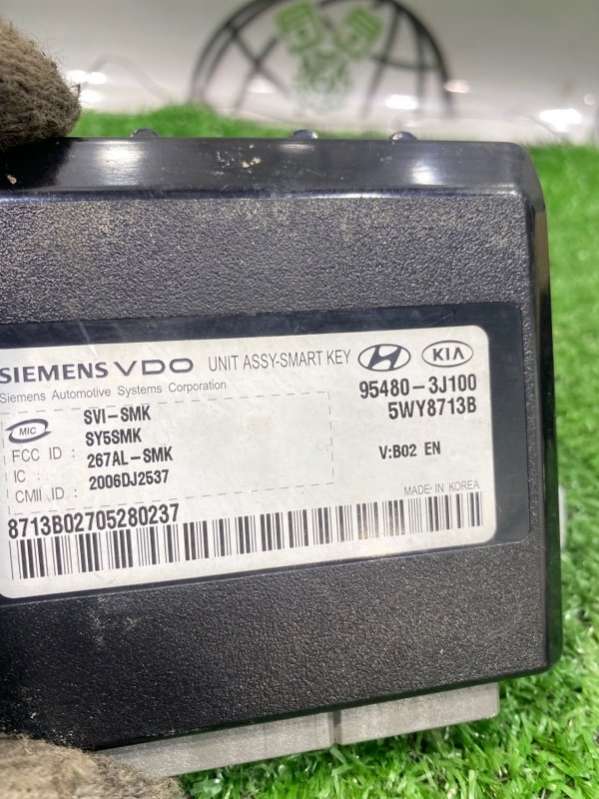 SIEMENS VDO UNIT ASSY-SMART KEY HYUNDAI KIA
Siemens Automotive Systems Corporation
95480-3J100
5WY8713B
MIC SVI-SMK
FCC ID : SY5SMK
IC : 267AL-SMK
CMII ID : 2006DJ2537
V:B02 EN
MADE-IN KOREA
8713B02705280237